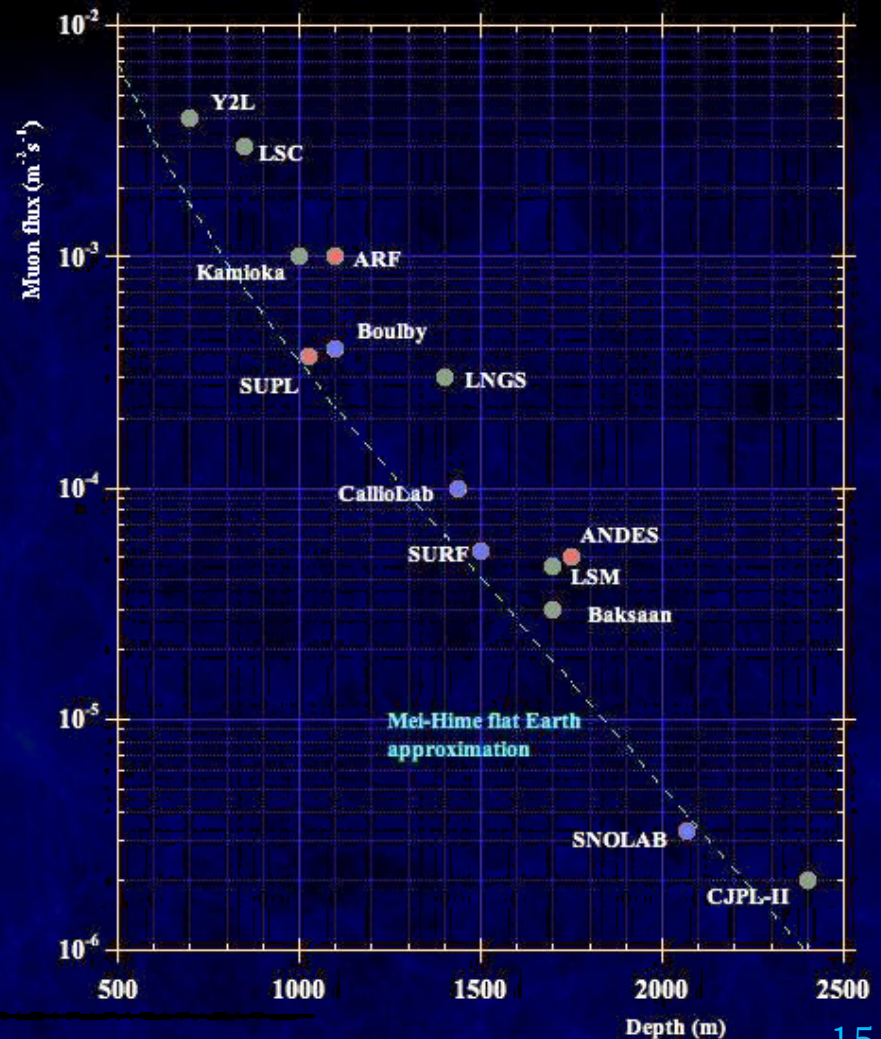 10⁻²
Y2L
LSC
Muon flux (m⁻²s⁻¹)
10⁻³
Kamioka
ARF
Boulby
SUPL
LNGS
10⁻⁴
CallioLab
ANDES
SURF
LSM
Baksaan
10⁻⁵
Mei-Hime flat Earth
approximation
SNOLAB
CJPL-II
10⁻⁶
500 1000 1500 2000 2500
Depth (m)
15